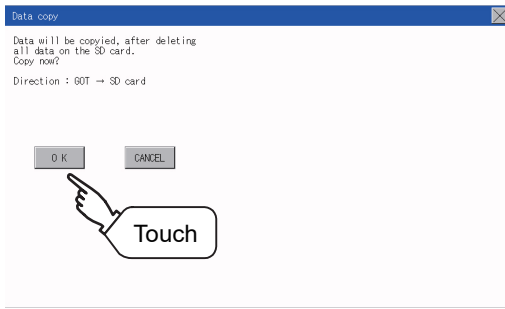 Data copy
Data will be copyied, after deleting
all data on the SD card.
Copy now?
Direction : GOT → SD card
O K CANCEL
Touch